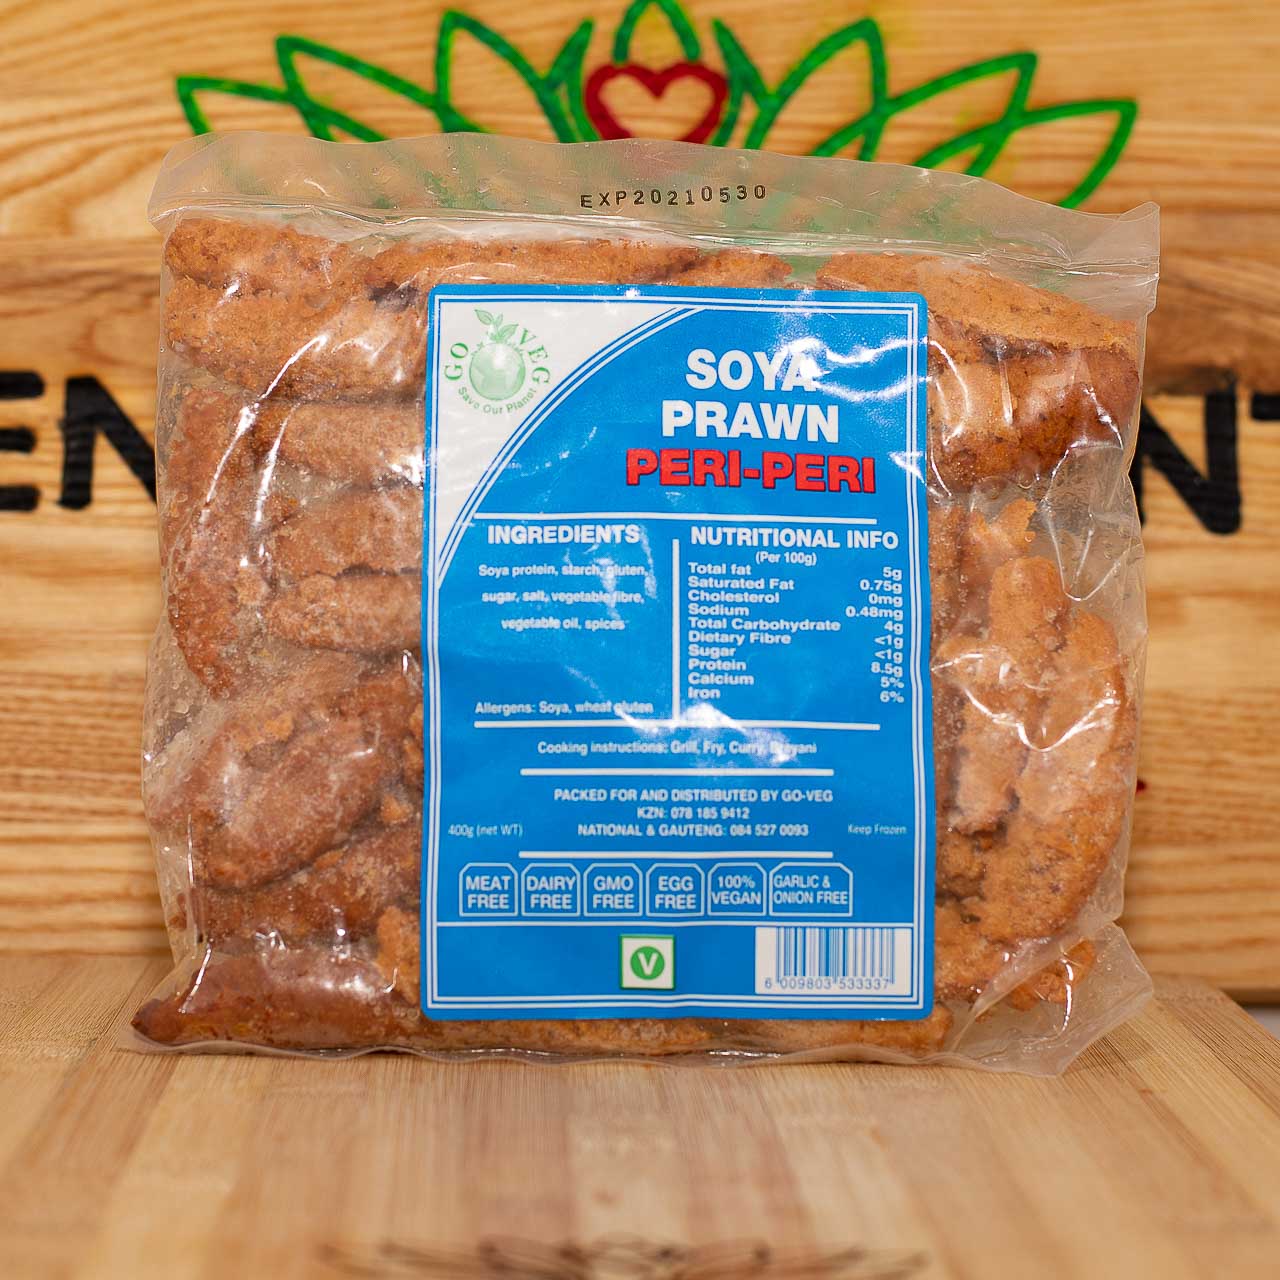 EXP20210530
GO VEG
Save Our Planet
SOYA
PRAWN
PERI-PERI
INGREDIENTS
Soya protein, starch, gluten,
sugar, salt, vegetable fibre,
vegetable oil, spices
Allergens: Soya, wheat gluten
NUTRITIONAL INFO
(Per 100g)
Total fat 5g
Saturated Fat 0.75g
Cholesterol 0mg
Sodium 0.48mg
Total Carbohydrate 4g
Dietary Fibre <1g
Sugar <1g
Protein 8.5g
Calcium 5%
Iron 6%
Cooking instructions: Grill, Fry, Curry, Breyani
PACKED FOR AND DISTRIBUTED BY GO-VEG
KZN: 078 185 9412
400g (net WT) NATIONAL & GAUTENG: 084 527 0093 Keep Frozen
MEAT FREE
DAIRY FREE
GMO FREE
EGG FREE
100% VEGAN
GARLIC & ONION FREE
V
6 009803 533337